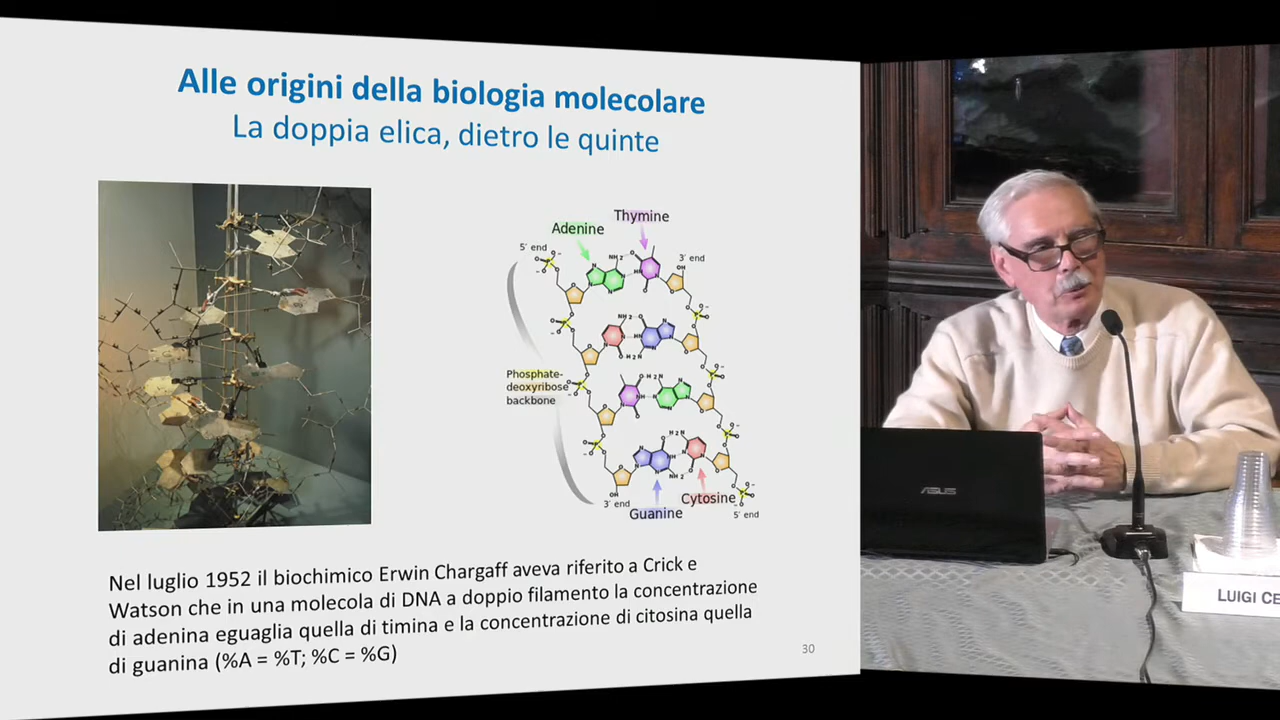 Alle origini della biologia molecolare
La doppia elica, dietro le quinte
Thymine
Adenine
5' end
3' end
Phosphate-
deoxyribose
backbone
3' end
Guanine
Cytosine
5' end
Nel luglio 1952 il biochimico Erwin Chargaff aveva riferito a Crick e
Watson che in una molecola di DNA a doppio filamento la concentrazione
di adenina eguaglia quella di timina e la concentrazione di citosina quella
di guanina (%A = %T; %C = %G)
30
ASUS
LUIGI CE